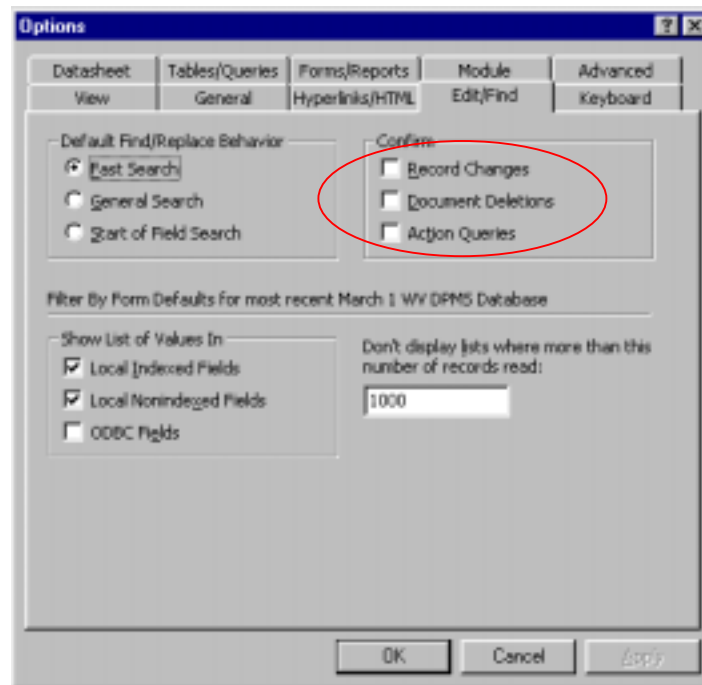 Options
Datasheet Tables/Queries Forms/Reports Module Advanced
View General Hyperlinks/HTML Edit/Find Keyboard
Default Find/Replace Behavior
Fast Search
General Search
Start of Field Search
Confirm
Record Changes
Document Deletions
Action Queries
Filter By Form Defaults for most recent March 1 WV DPMS Database
Show List of Values In
Local Indexed Fields
Local Nonindexed Fields
ODBC Fields
Don't display lists where more than this
number of records read:
1000
OK Cancel Apply